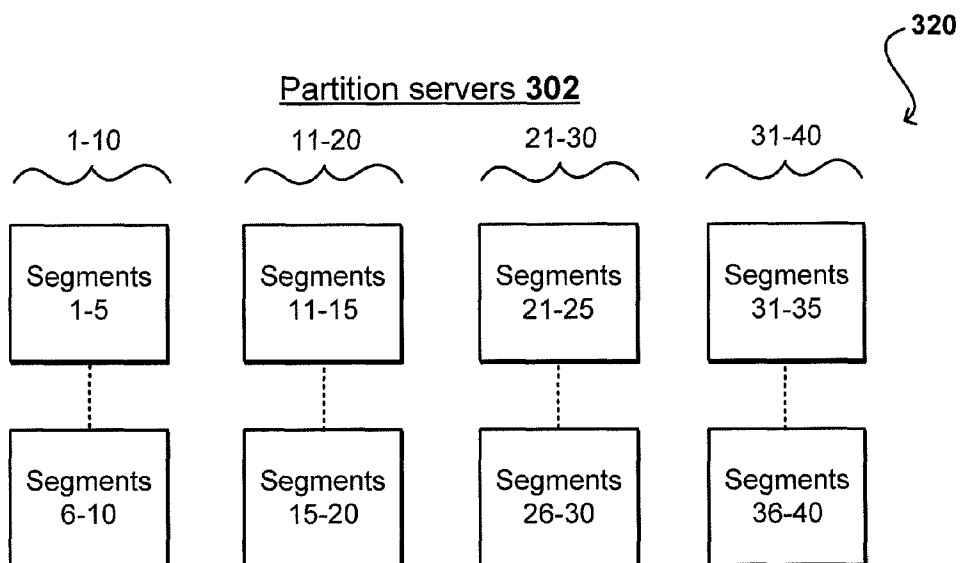 320
Partition servers 302
1-10 11-20 21-30 31-40
Segments 1-5
Segments 11-15
Segments 21-25
Segments 31-35
Segments 6-10
Segments 15-20
Segments 26-30
Segments 36-40